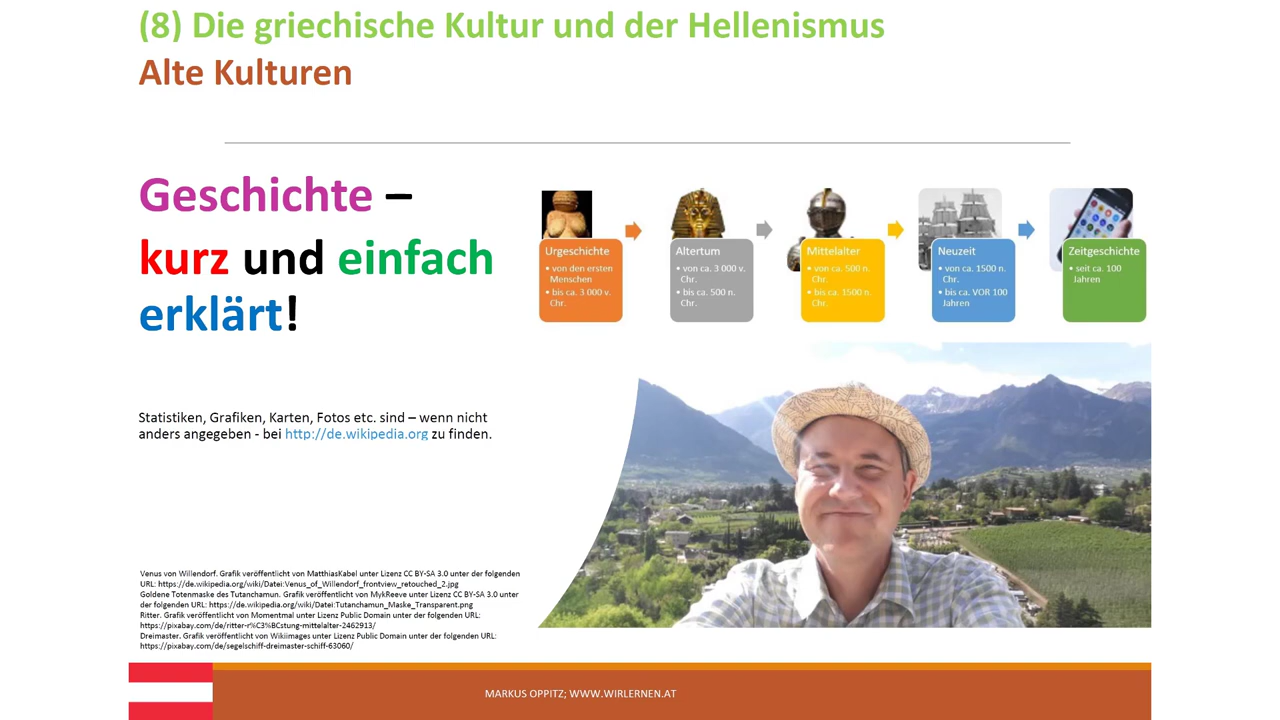 (8) Die griechische Kultur und der Hellenismus
Alte Kulturen
Geschichte –
kurz und einfach
erklärt!
Urgeschichte
• von den ersten
Menschen
• bis ca. 3 000 v.
Chr.
Altertum
• von ca. 3 000 v.
Chr.
• bis ca. 500 n.
Chr.
Mittelalter
• von ca. 500 n.
Chr.
• bis ca. 1500 n.
Chr.
Neuzeit
• von ca. 1500 n.
Chr.
• bis ca. VOR 100
Jahren
Zeitgeschichte
• seit ca. 100
Jahren
Statistiken, Grafiken, Karten, Fotos etc. sind – wenn nicht
anders angegeben - bei http://de.wikipedia.org zu finden.
Venus von Willendorf. Grafik veröffentlicht von MatthiasKabel unter Lizenz CC BY-SA 3.0 unter der folgenden
URL: https://de.wikipedia.org/wiki/Datei:Venus_of_Willendorf_frontview_retouched_2.jpg
Goldene Totenmaske des Tutanchamun. Grafik veröffentlicht von MykReeve unter Lizenz CC BY-SA 3.0 unter
der folgenden URL: https://de.wikipedia.org/wiki/Datei:Tutanchamun_Maske_Transparent.png
Ritter. Grafik veröffentlicht von Momentmal unter Lizenz Public Domain unter der folgenden URL:
https://pixabay.com/de/ritter-r%C3%BCstung-mittelalter-2462913/
Dreimaster. Grafik veröffentlicht von Wikiimages unter Lizenz Public Domain unter der folgenden URL:
https://pixabay.com/de/segelschiff-dreimaster-schiff-63060/
MARKUS OPPITZ; WWW.WIRLERNEN.AT